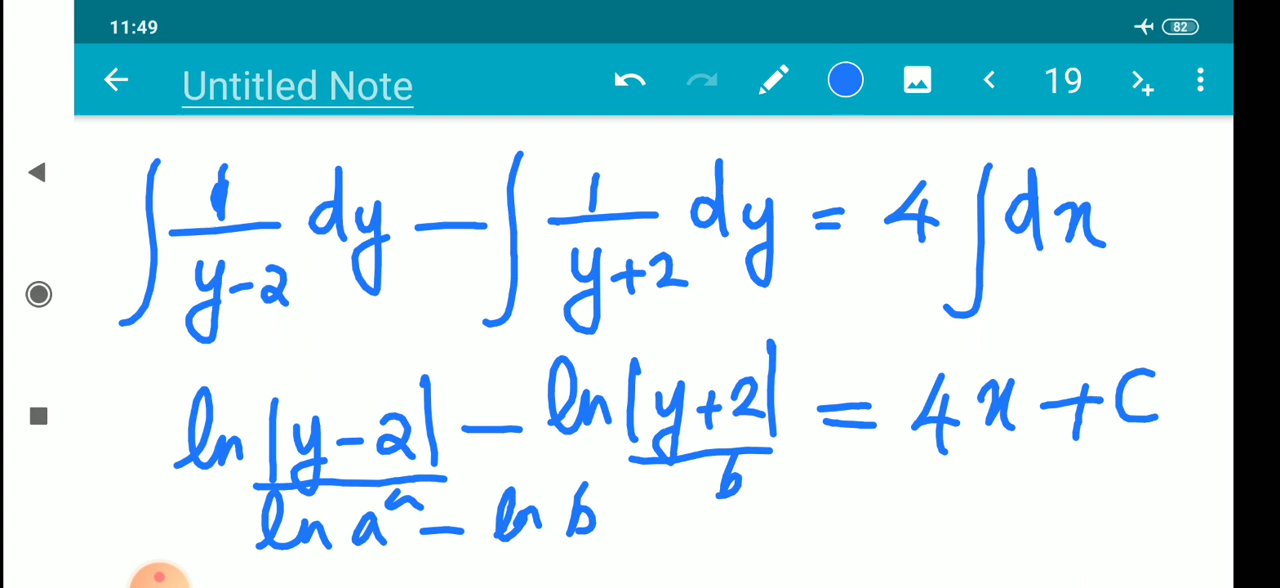 11:49 82
Untitled Note 19
∫ 1/(y-2) dy - ∫ 1/(y+2) dy = 4 ∫ dx
ln |y-2| - ln |y+2| = 4x + C
b
ln a - ln b